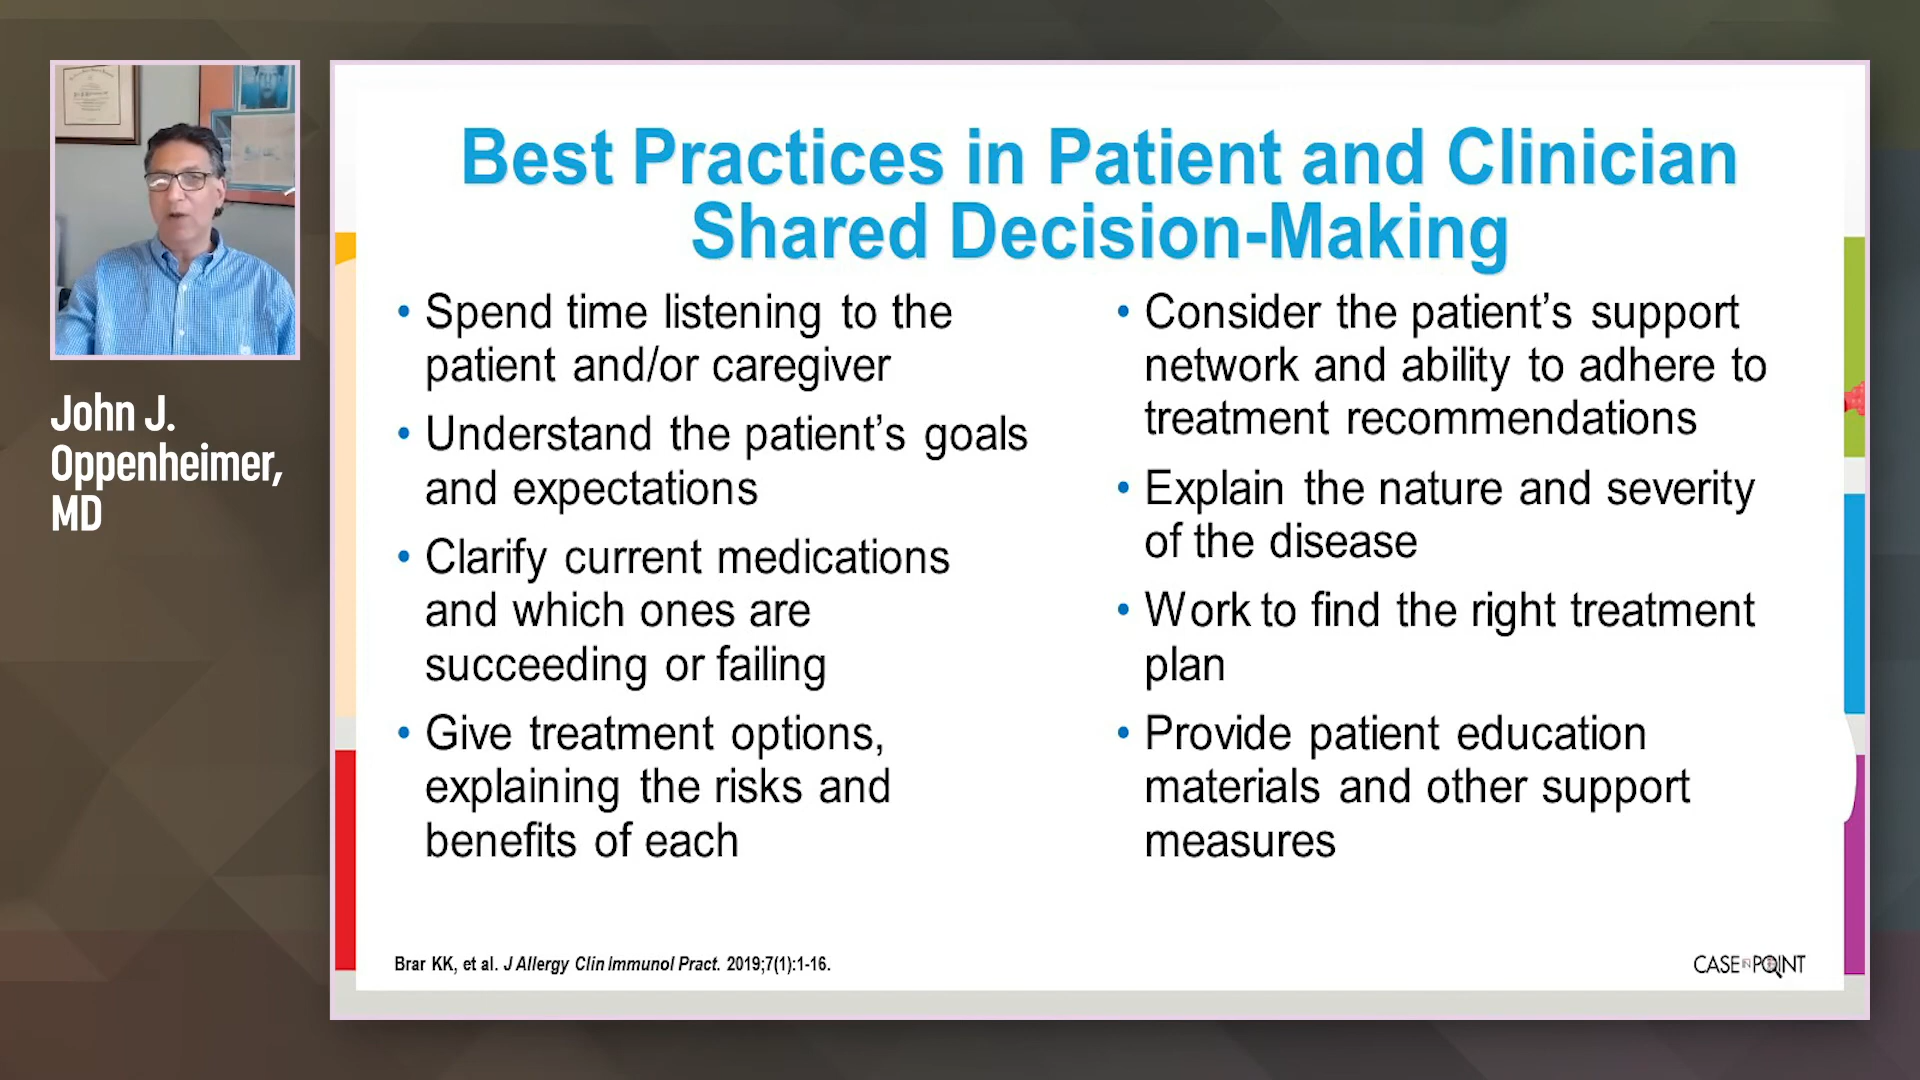 John J.
Oppenheimer,
MD
Best Practices in Patient and Clinician
Shared Decision-Making
• Spend time listening to the
patient and/or caregiver
• Understand the patient’s goals
and expectations
• Clarify current medications
and which ones are
succeeding or failing
• Give treatment options,
explaining the risks and
benefits of each
• Consider the patient’s support
network and ability to adhere to
treatment recommendations
• Explain the nature and severity
of the disease
• Work to find the right treatment
plan
• Provide patient education
materials and other support
measures
Brar KK, et al. J Allergy Clin Immunol Pract. 2019;7(1):1-16.
CASE IN POINT